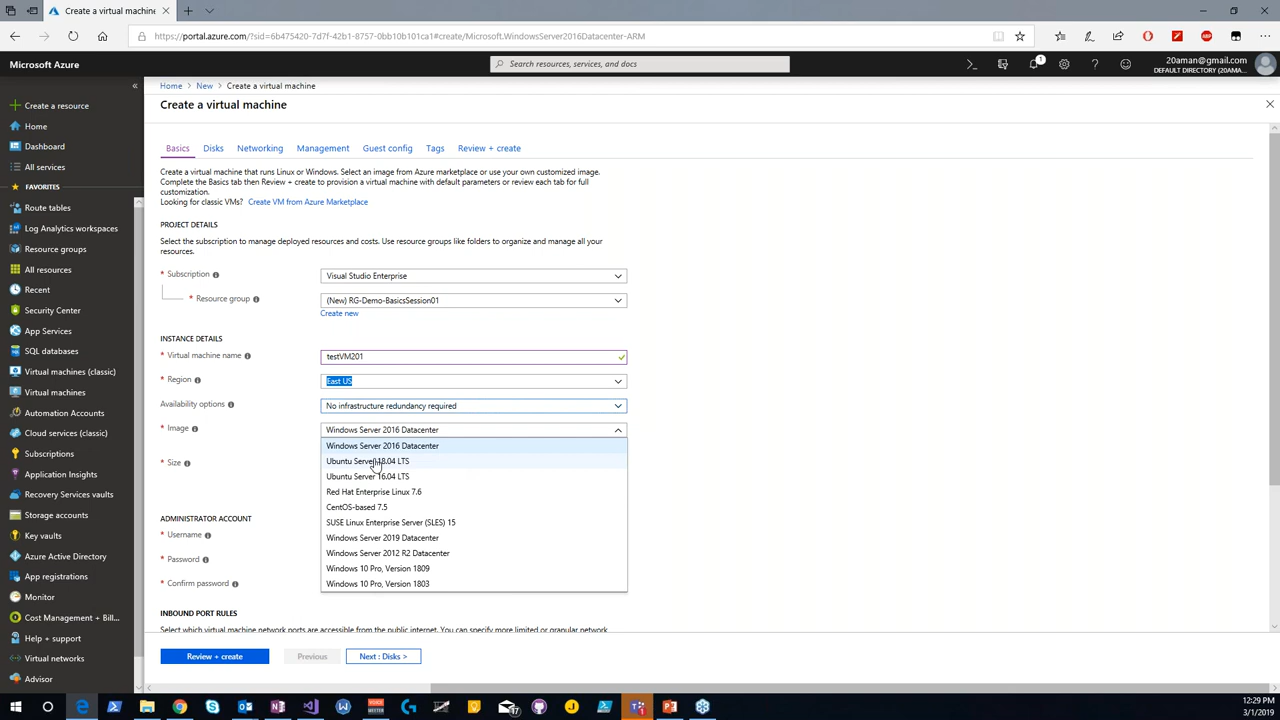 Create a virtual machine
https://portal.azure.com/?sid=6b475420-7d7f-42b1-8757-0bb10b101ca1#create/Microsoft.WindowsServer2016Datacenter-ARM
Microsoft Azure
Search resources, services, and docs
1
20aman@gmail.com
DEFAULT DIRECTORY (20AMA...
Create a resource
Home
Dashboard
All services
FAVORITES
Route tables
Log Analytics workspaces
Resource groups
All resources
Recent
Security Center
App Services
SQL databases
Virtual machines (classic)
Virtual machines
Automation Accounts
Cloud services (classic)
Subscriptions
Application Insights
Recovery Services vaults
Storage accounts
Key vaults
Azure Active Directory
App registrations
Monitor
Cost Management + Bill...
Help + support
Virtual networks
Advisor
Home > New > Create a virtual machine
Create a virtual machine
Basics Disks Networking Management Guest config Tags Review + create
Create a virtual machine that runs Linux or Windows. Select an image from Azure marketplace or use your own customized image.
Complete the Basics tab then Review + create to provision a virtual machine with default parameters or review each tab for full
customization.
Looking for classic VMs? Create VM from Azure Marketplace
PROJECT DETAILS
Select the subscription to manage deployed resources and costs. Use resource groups like folders to organize and manage all your
resources.
* Subscription Visual Studio Enterprise
* Resource group (New) RG-Demo-BasicsSession01
Create new
INSTANCE DETAILS
* Virtual machine name testVM201
* Region East US
Availability options No infrastructure redundancy required
* Image Windows Server 2016 Datacenter
Windows Server 2016 Datacenter
Ubuntu Server 18.04 LTS
* Size
Ubuntu Server 16.04 LTS
Red Hat Enterprise Linux 7.6
CentOS-based 7.5
SUSE Linux Enterprise Server (SLES) 15
Windows Server 2019 Datacenter
Windows Server 2012 R2 Datacenter
Windows 10 Pro, Version 1809
Windows 10 Pro, Version 1803
ADMINISTRATOR ACCOUNT
* Username
* Password
* Confirm password
INBOUND PORT RULES
Select which virtual machine network ports are accessible from the public internet. You can specify more limited or granular network
Review + create Previous Next : Disks >
17
12:29 PM
3/1/2019